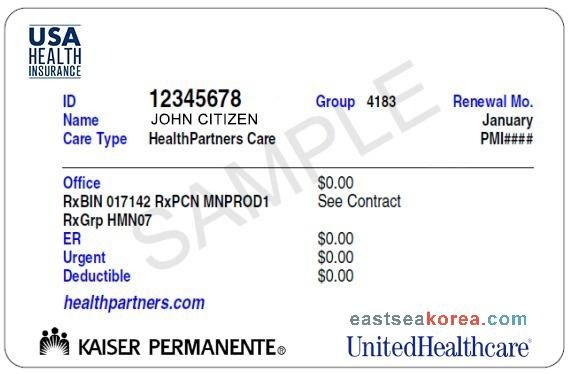 USA
HEALTH
INSURANCE
ID 12345678 Group 4183 Renewal Mo.
Name JOHN CITIZEN January
Care Type HealthPartners Care PMI####
SAMPLE
Office $0.00
RxBIN 017142 RxPCN MNPROD1 See Contract
RxGrp HMN07
ER $0.00
Urgent $0.00
Deductible $0.00
healthpartners.com
eastseakorea.com
KAISER PERMANENTE® UnitedHealthcare®